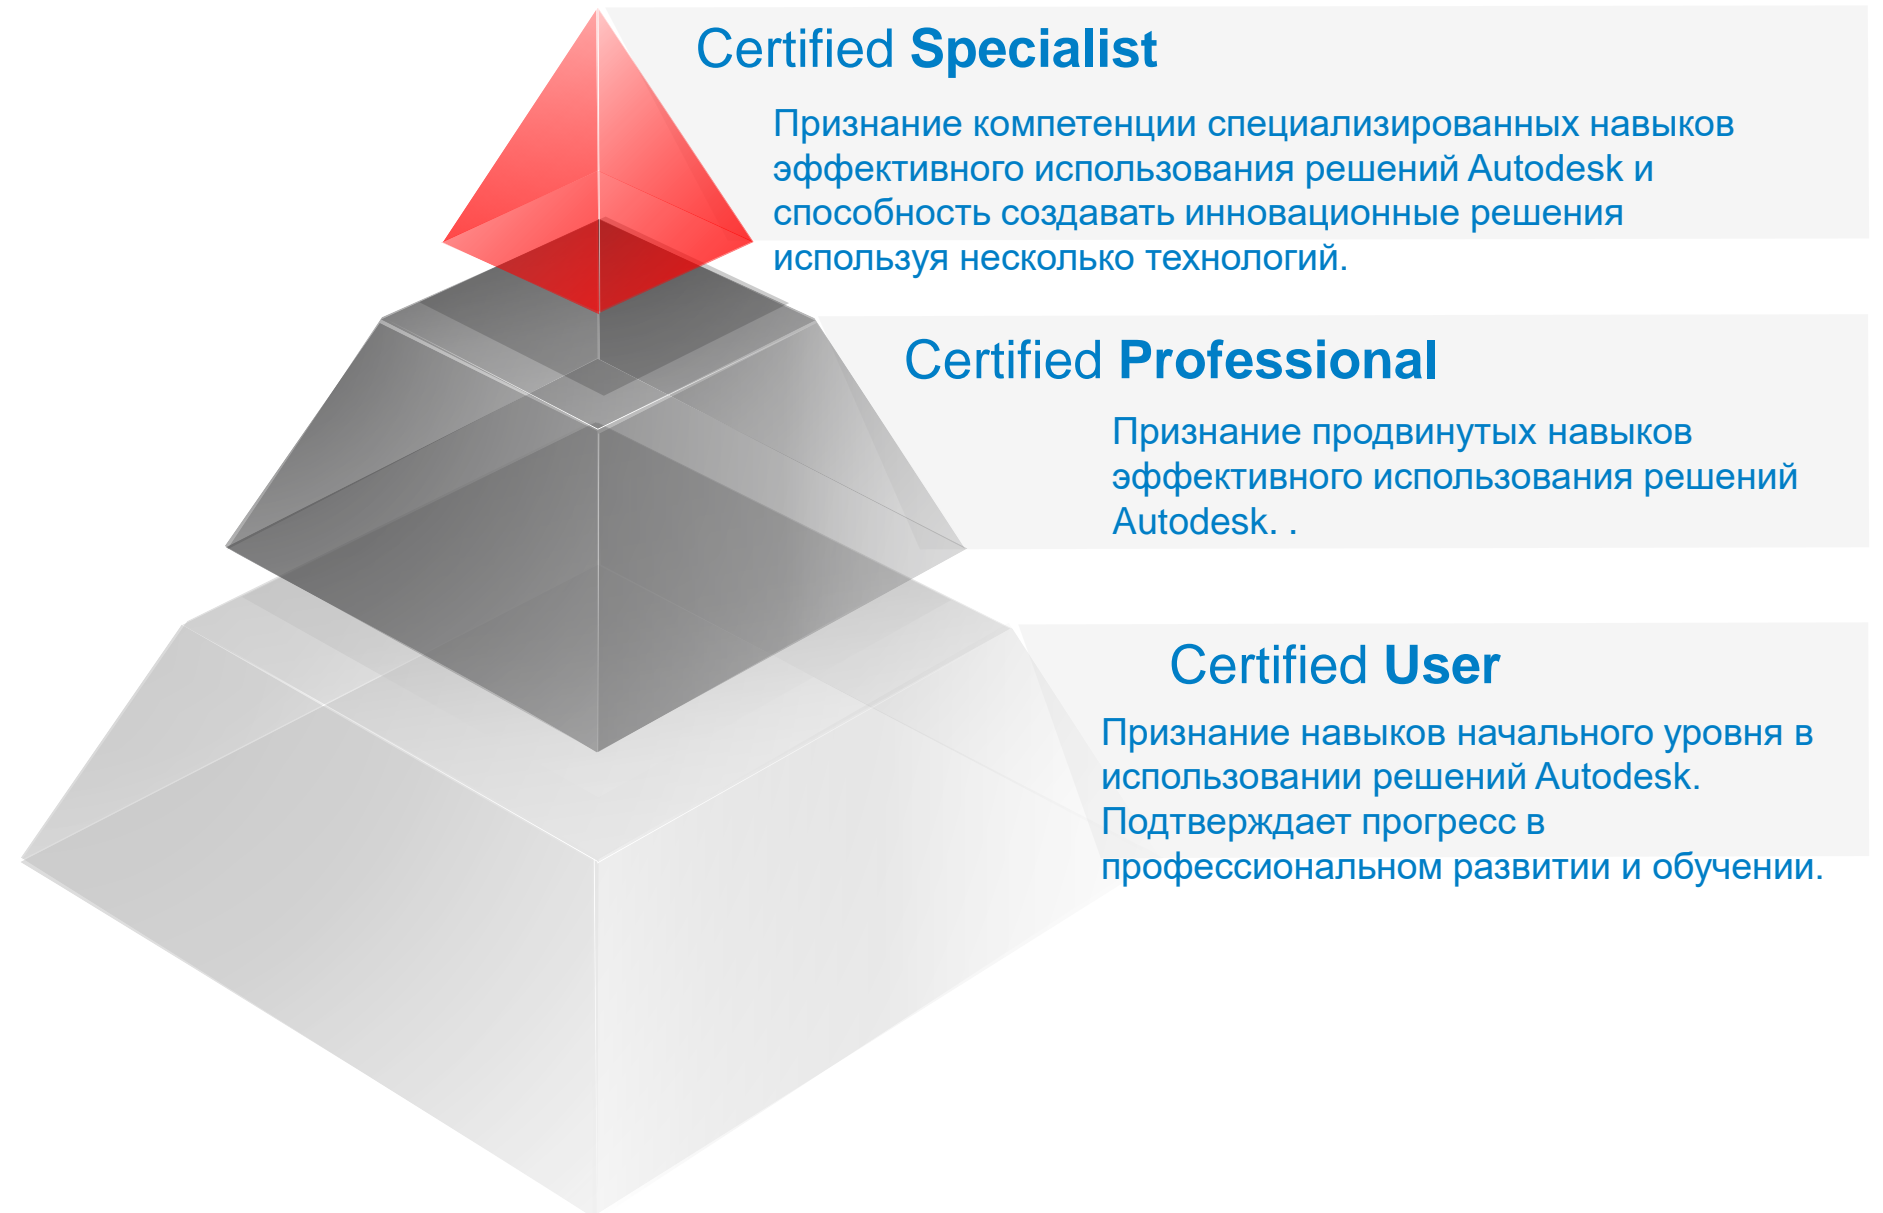 Certified Specialist
Признание компетенции специализированных навыков
эффективного использования решений Autodesk и
способность создавать инновационные решения
используя несколько технологий.
Certified Professional
Признание продвинутых навыков
эффективного использования решений
Autodesk. .
Certified User
Признание навыков начального уровня в
использовании решений Autodesk.
Подтверждает прогресс в
профессиональном развитии и обучении.